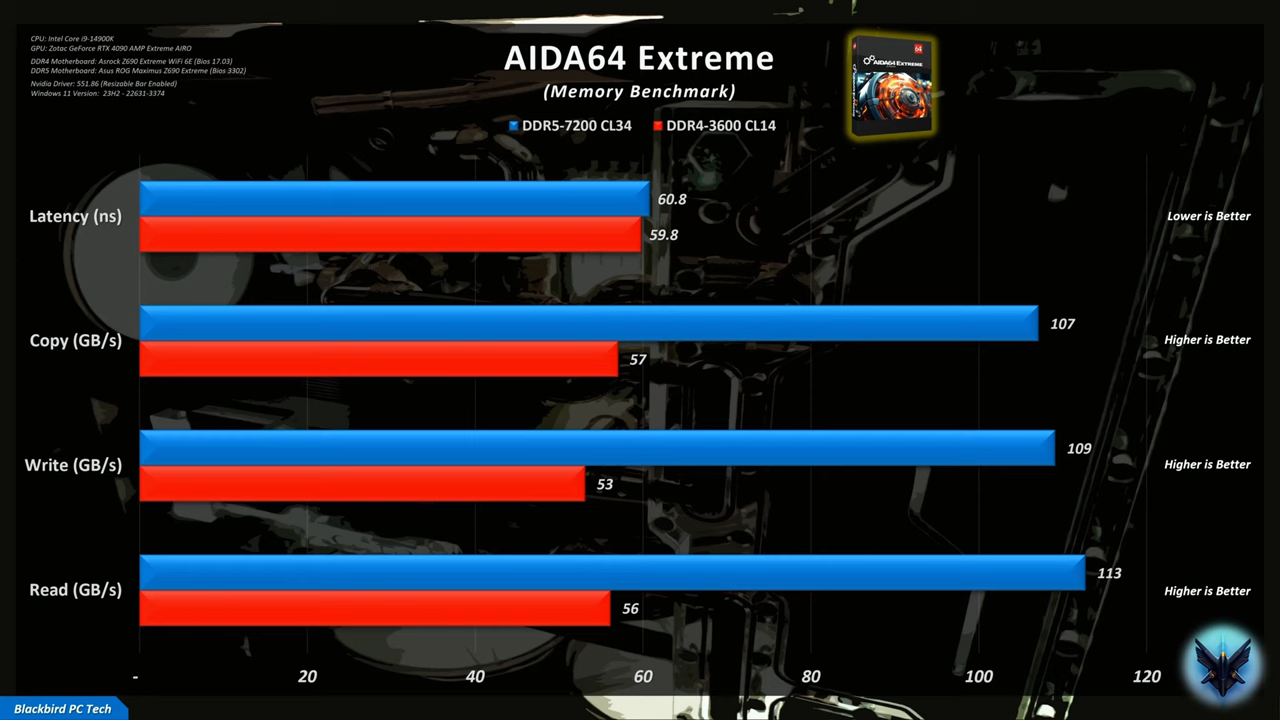 CPU: Intel Core i9-14900K
GPU: Zotac GeForce RTX 4090 AMP Extreme AIRO
DDR4 Motherboard: Asrock Z690 Extreme WiFi 6E (Bios 17.03)
DDR5 Motherboard: Asus ROG Maximus Z690 Extreme (Bios 3302)
Nvidia Driver: 551.86 (Resizable Bar Enabled)
Windows 11 Version: 23H2 - 22631-3374
AIDA64 Extreme
(Memory Benchmark)
64
AIDA64 EXTREME
DDR5-7200 CL34 DDR4-3600 CL14
Latency (ns)
60.8
59.8
Lower is Better
Copy (GB/s)
107
57
Higher is Better
Write (GB/s)
109
53
Higher is Better
Read (GB/s)
113
56
Higher is Better
- 20 40 60 80 100 120
Blackbird PC Tech